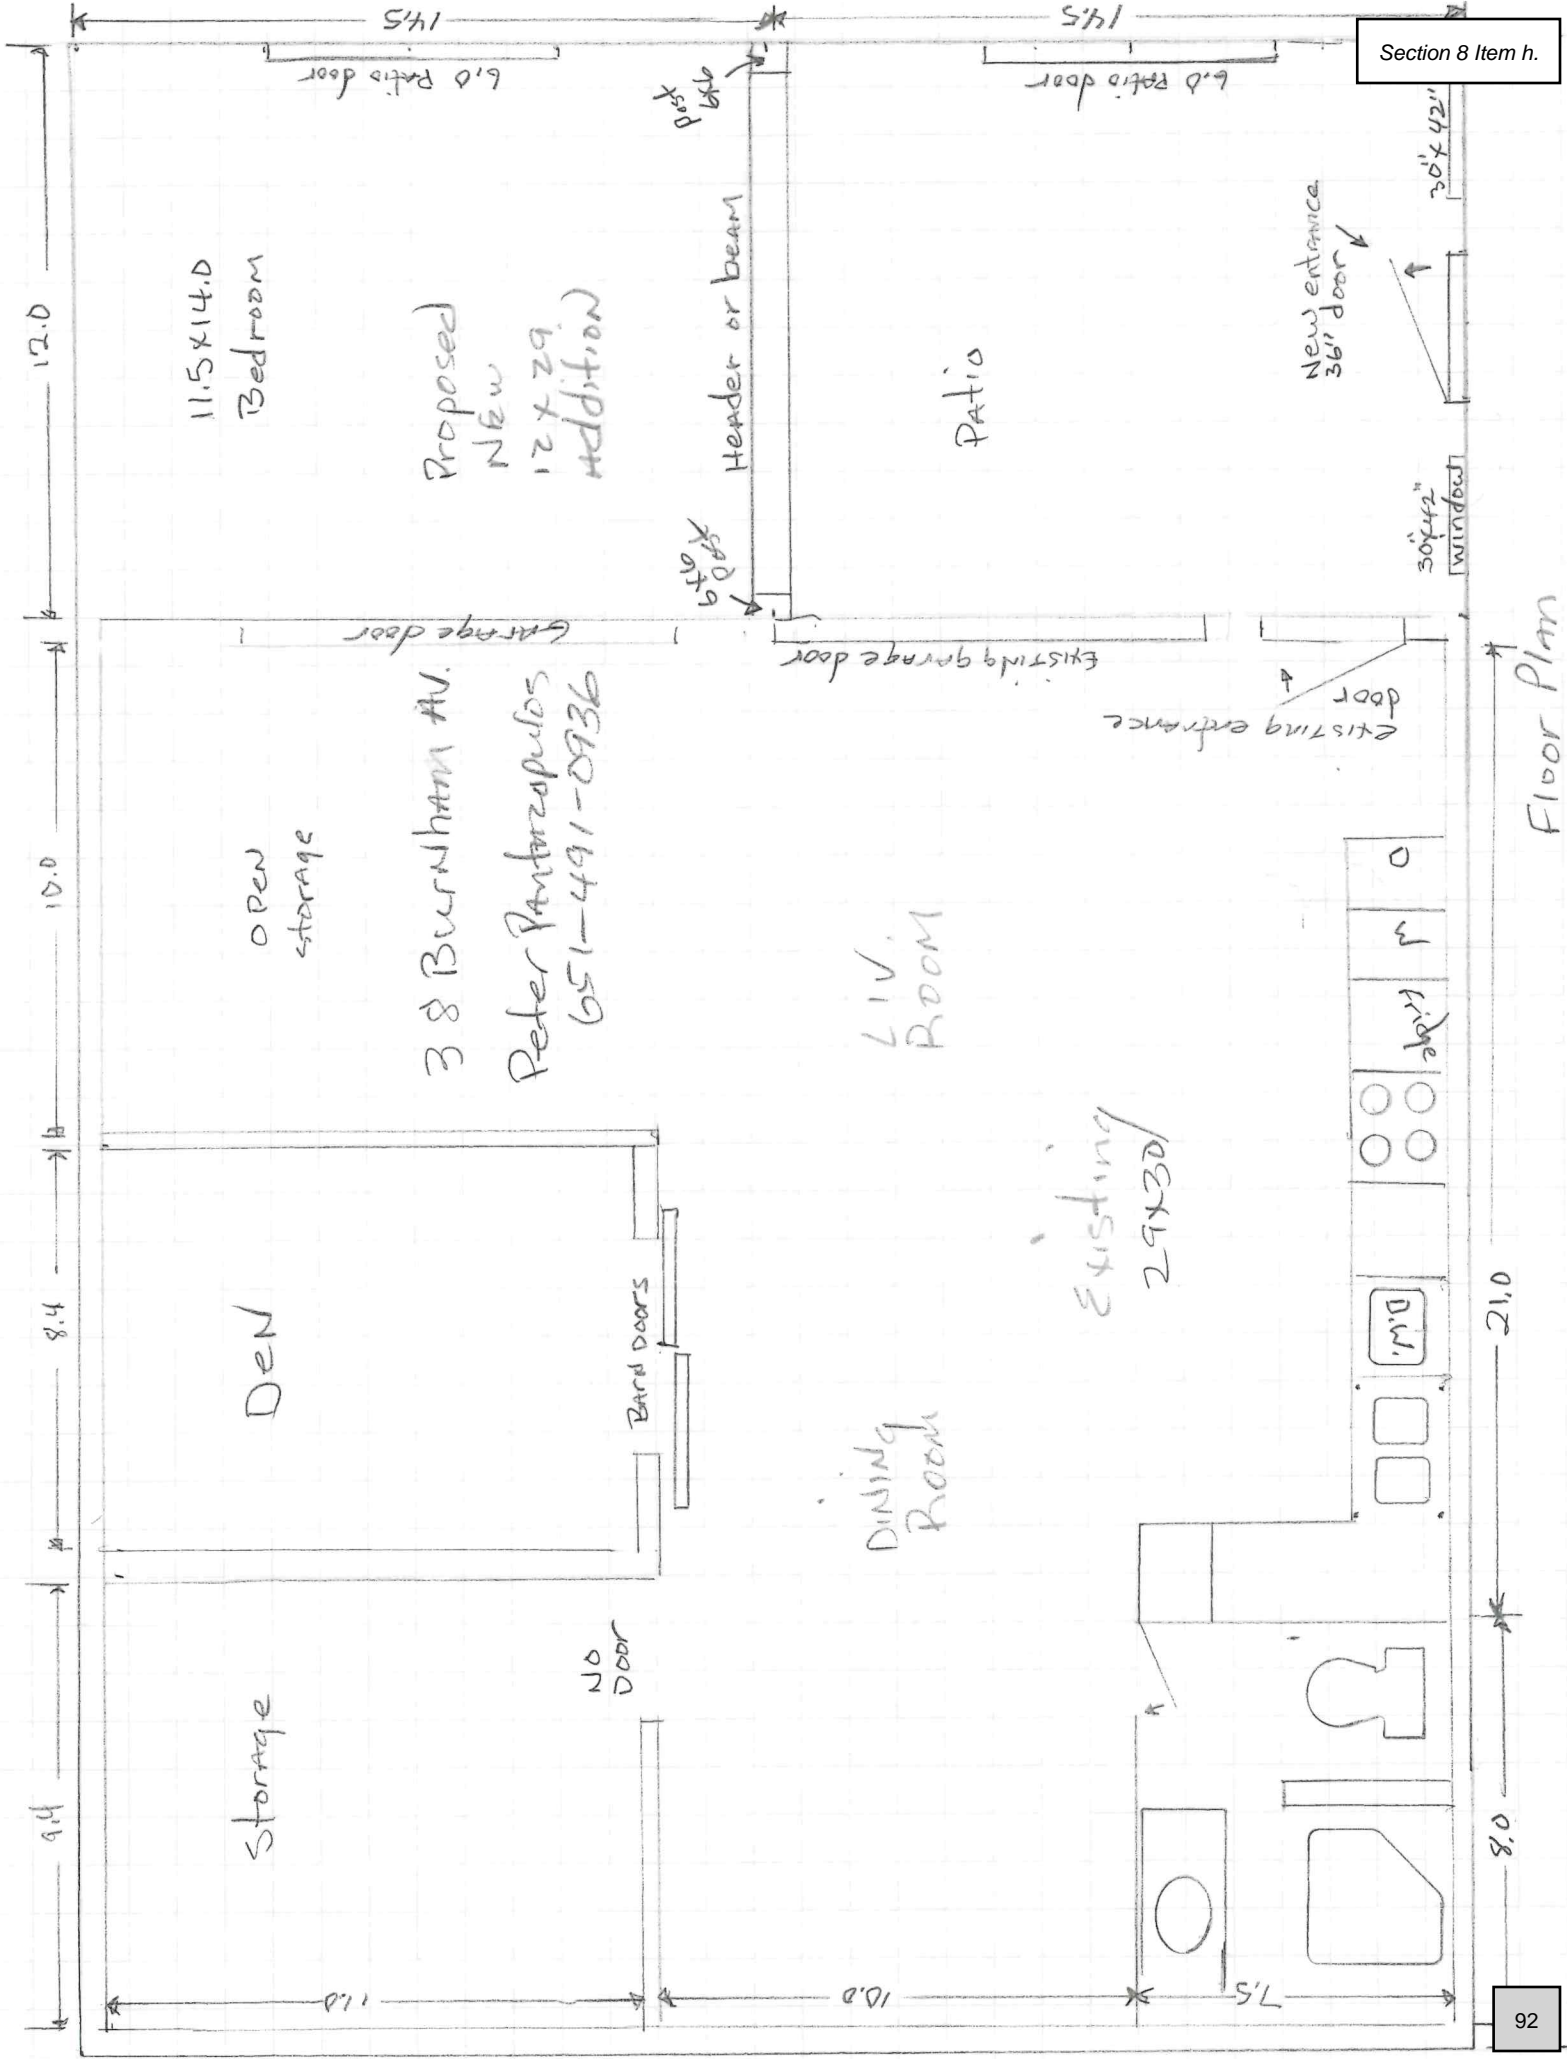 Section 8 Item h.
14.5
14.5
6.0 Patio door
6.0 Patio door
12.0
11.5x14.0
Bedroom
Proposed
New
12 x 29
Addition
6x6
post
Header or beam
6x6
post
Patio
New entrance
36" door
30"x42"
30"x42"
window
Garage door
Existing garage door
existing entrance
door
10.0
OPEN
storage
38 Burnham AV.
Peter Pantazopulos
651-491-0936
LIV.
ROOM
Existing
29x30
8.4
DEN
BARN DOORS
DINING
ROOM
O
M
Fridge
D.W.
21.0
9.4
Storage
NO
DOOR
11.0
10.0
7.5
8.0
Floor Plan
92